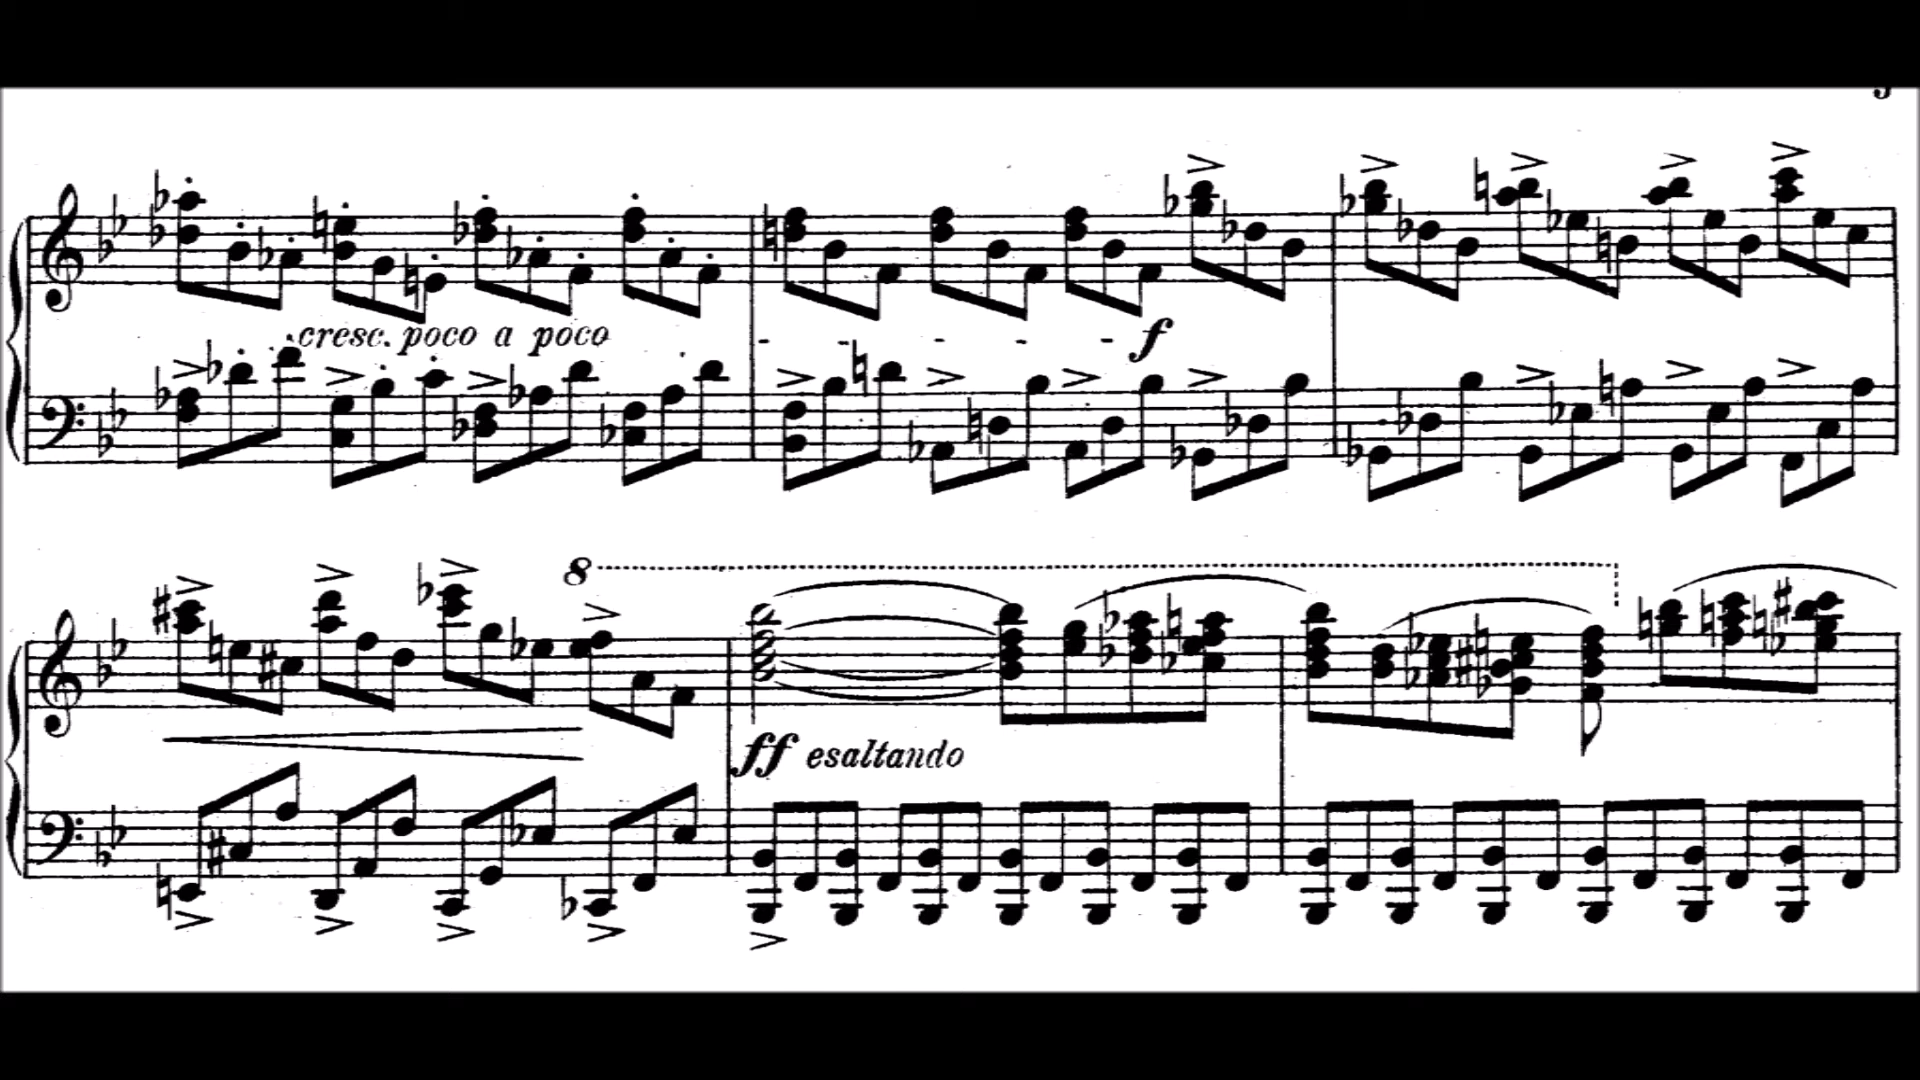 cresc. poco a poco - - - - - f
8
ff esaltando